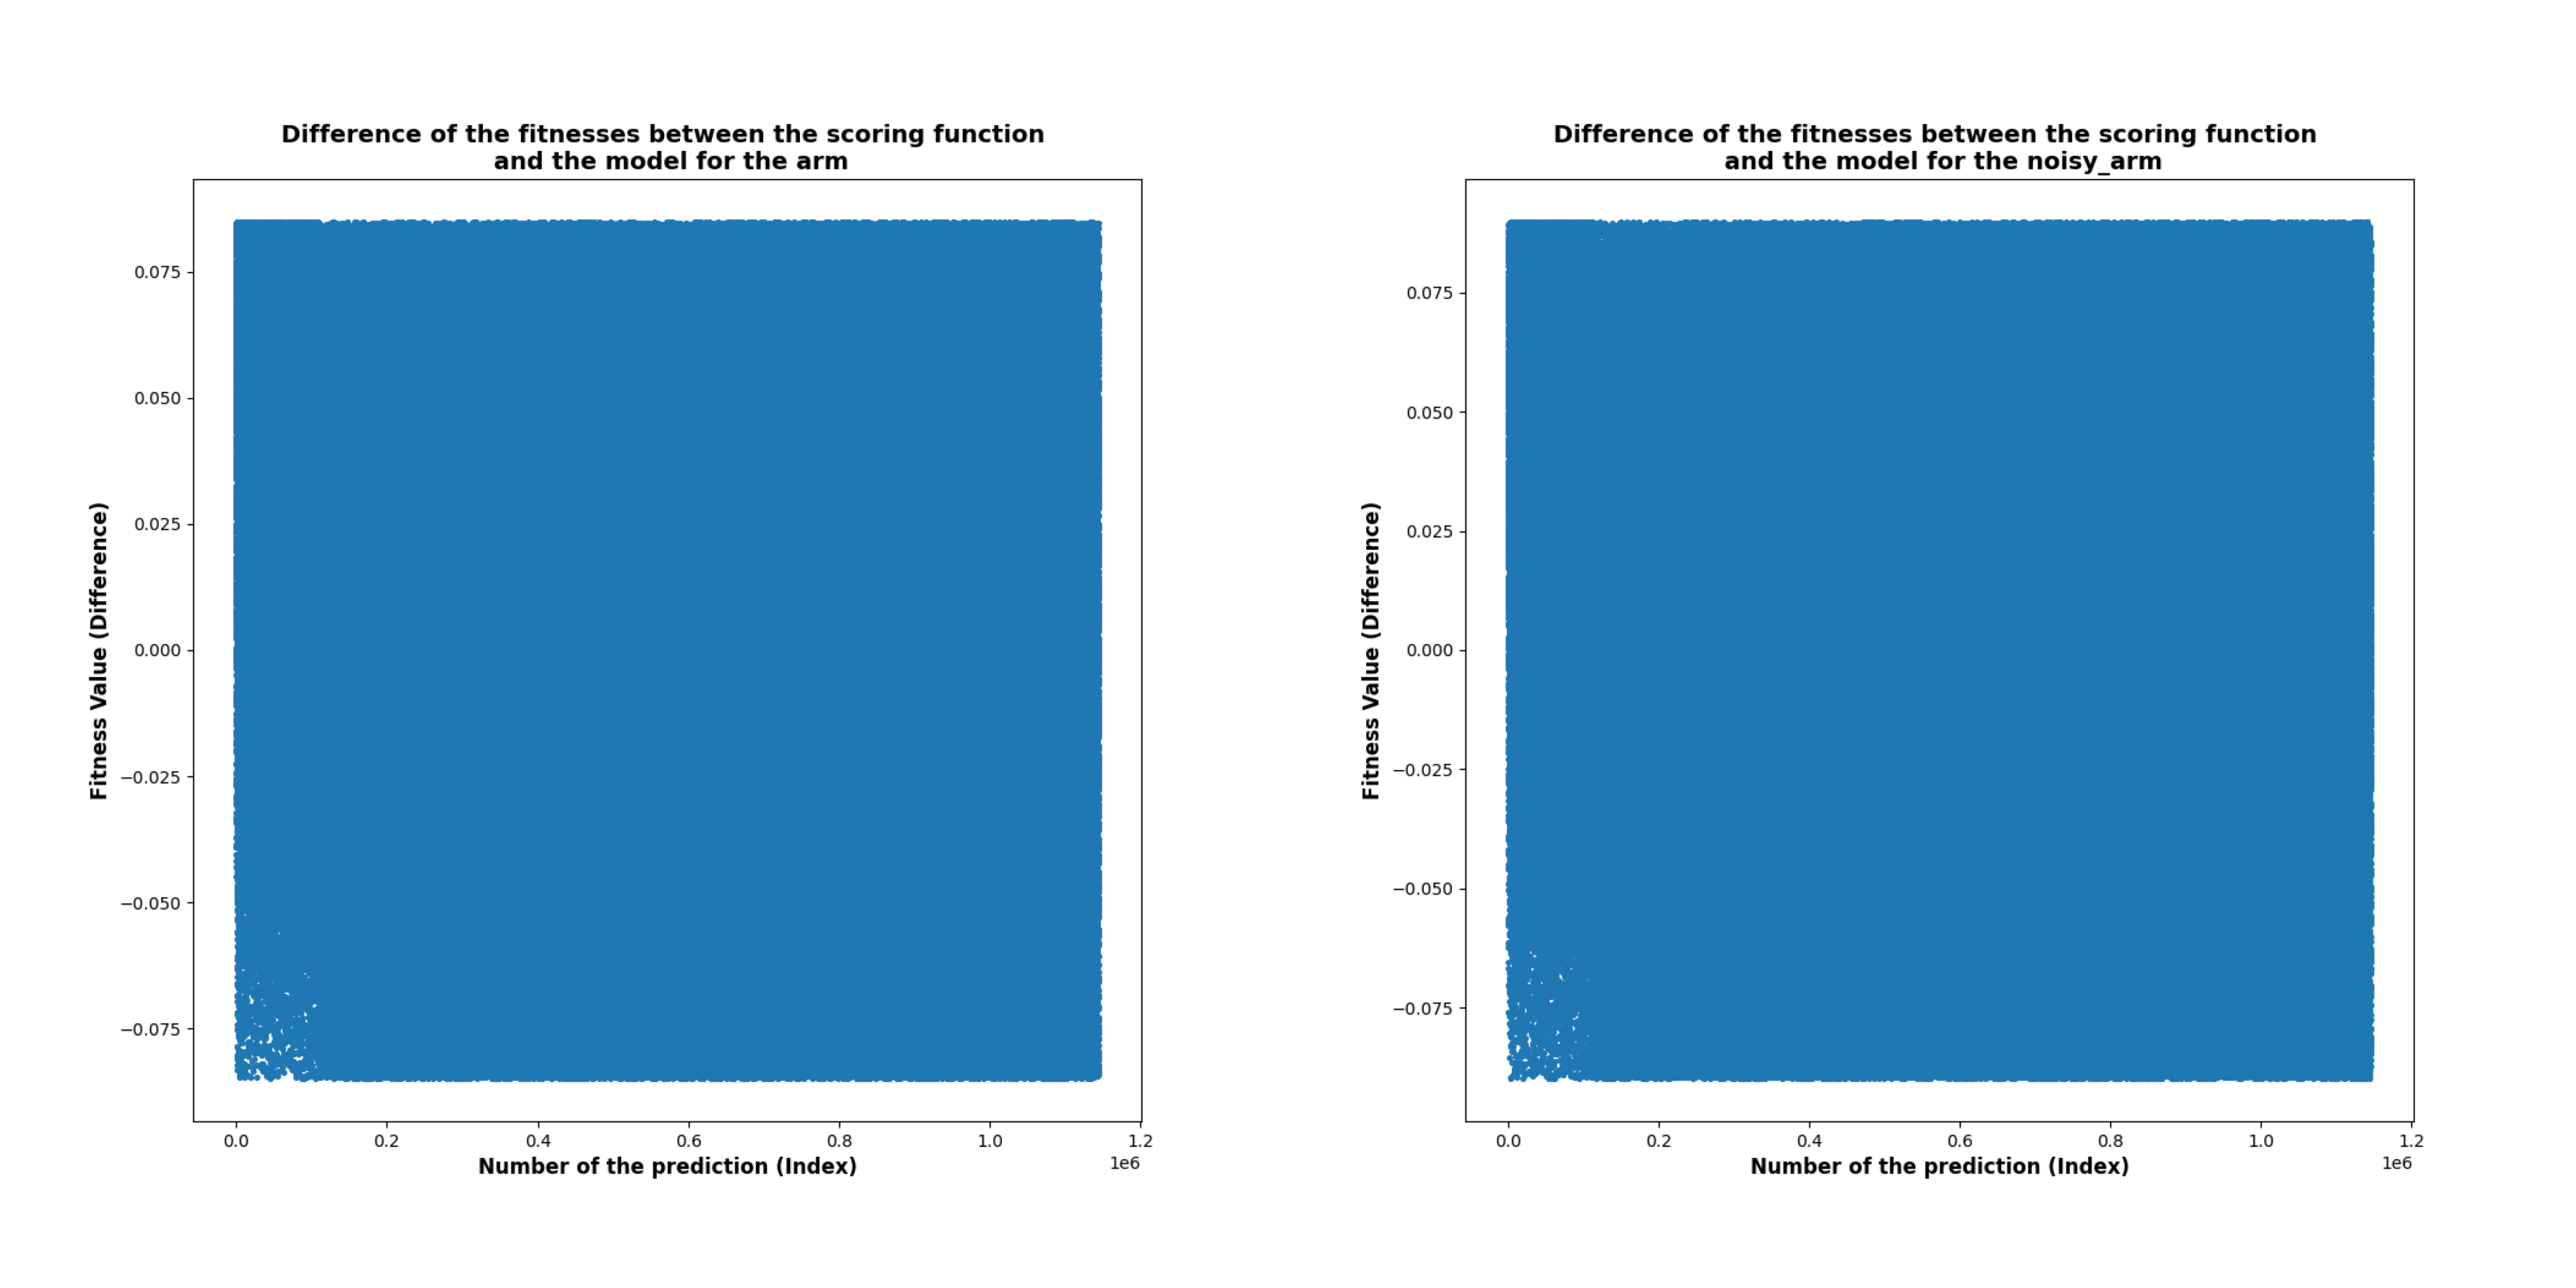 Difference of the fitnesses between the scoring function
and the model for the arm
0.075
0.050
0.025
0.000
−0.025
−0.050
−0.075
Fitness Value (Difference)
0.0 0.2 0.4 0.6 0.8 1.0 1.2
1e6
Number of the prediction (Index)
Difference of the fitnesses between the scoring function
and the model for the noisy_arm
0.075
0.050
0.025
0.000
−0.025
−0.050
−0.075
Fitness Value (Difference)
0.0 0.2 0.4 0.6 0.8 1.0 1.2
1e6
Number of the prediction (Index)